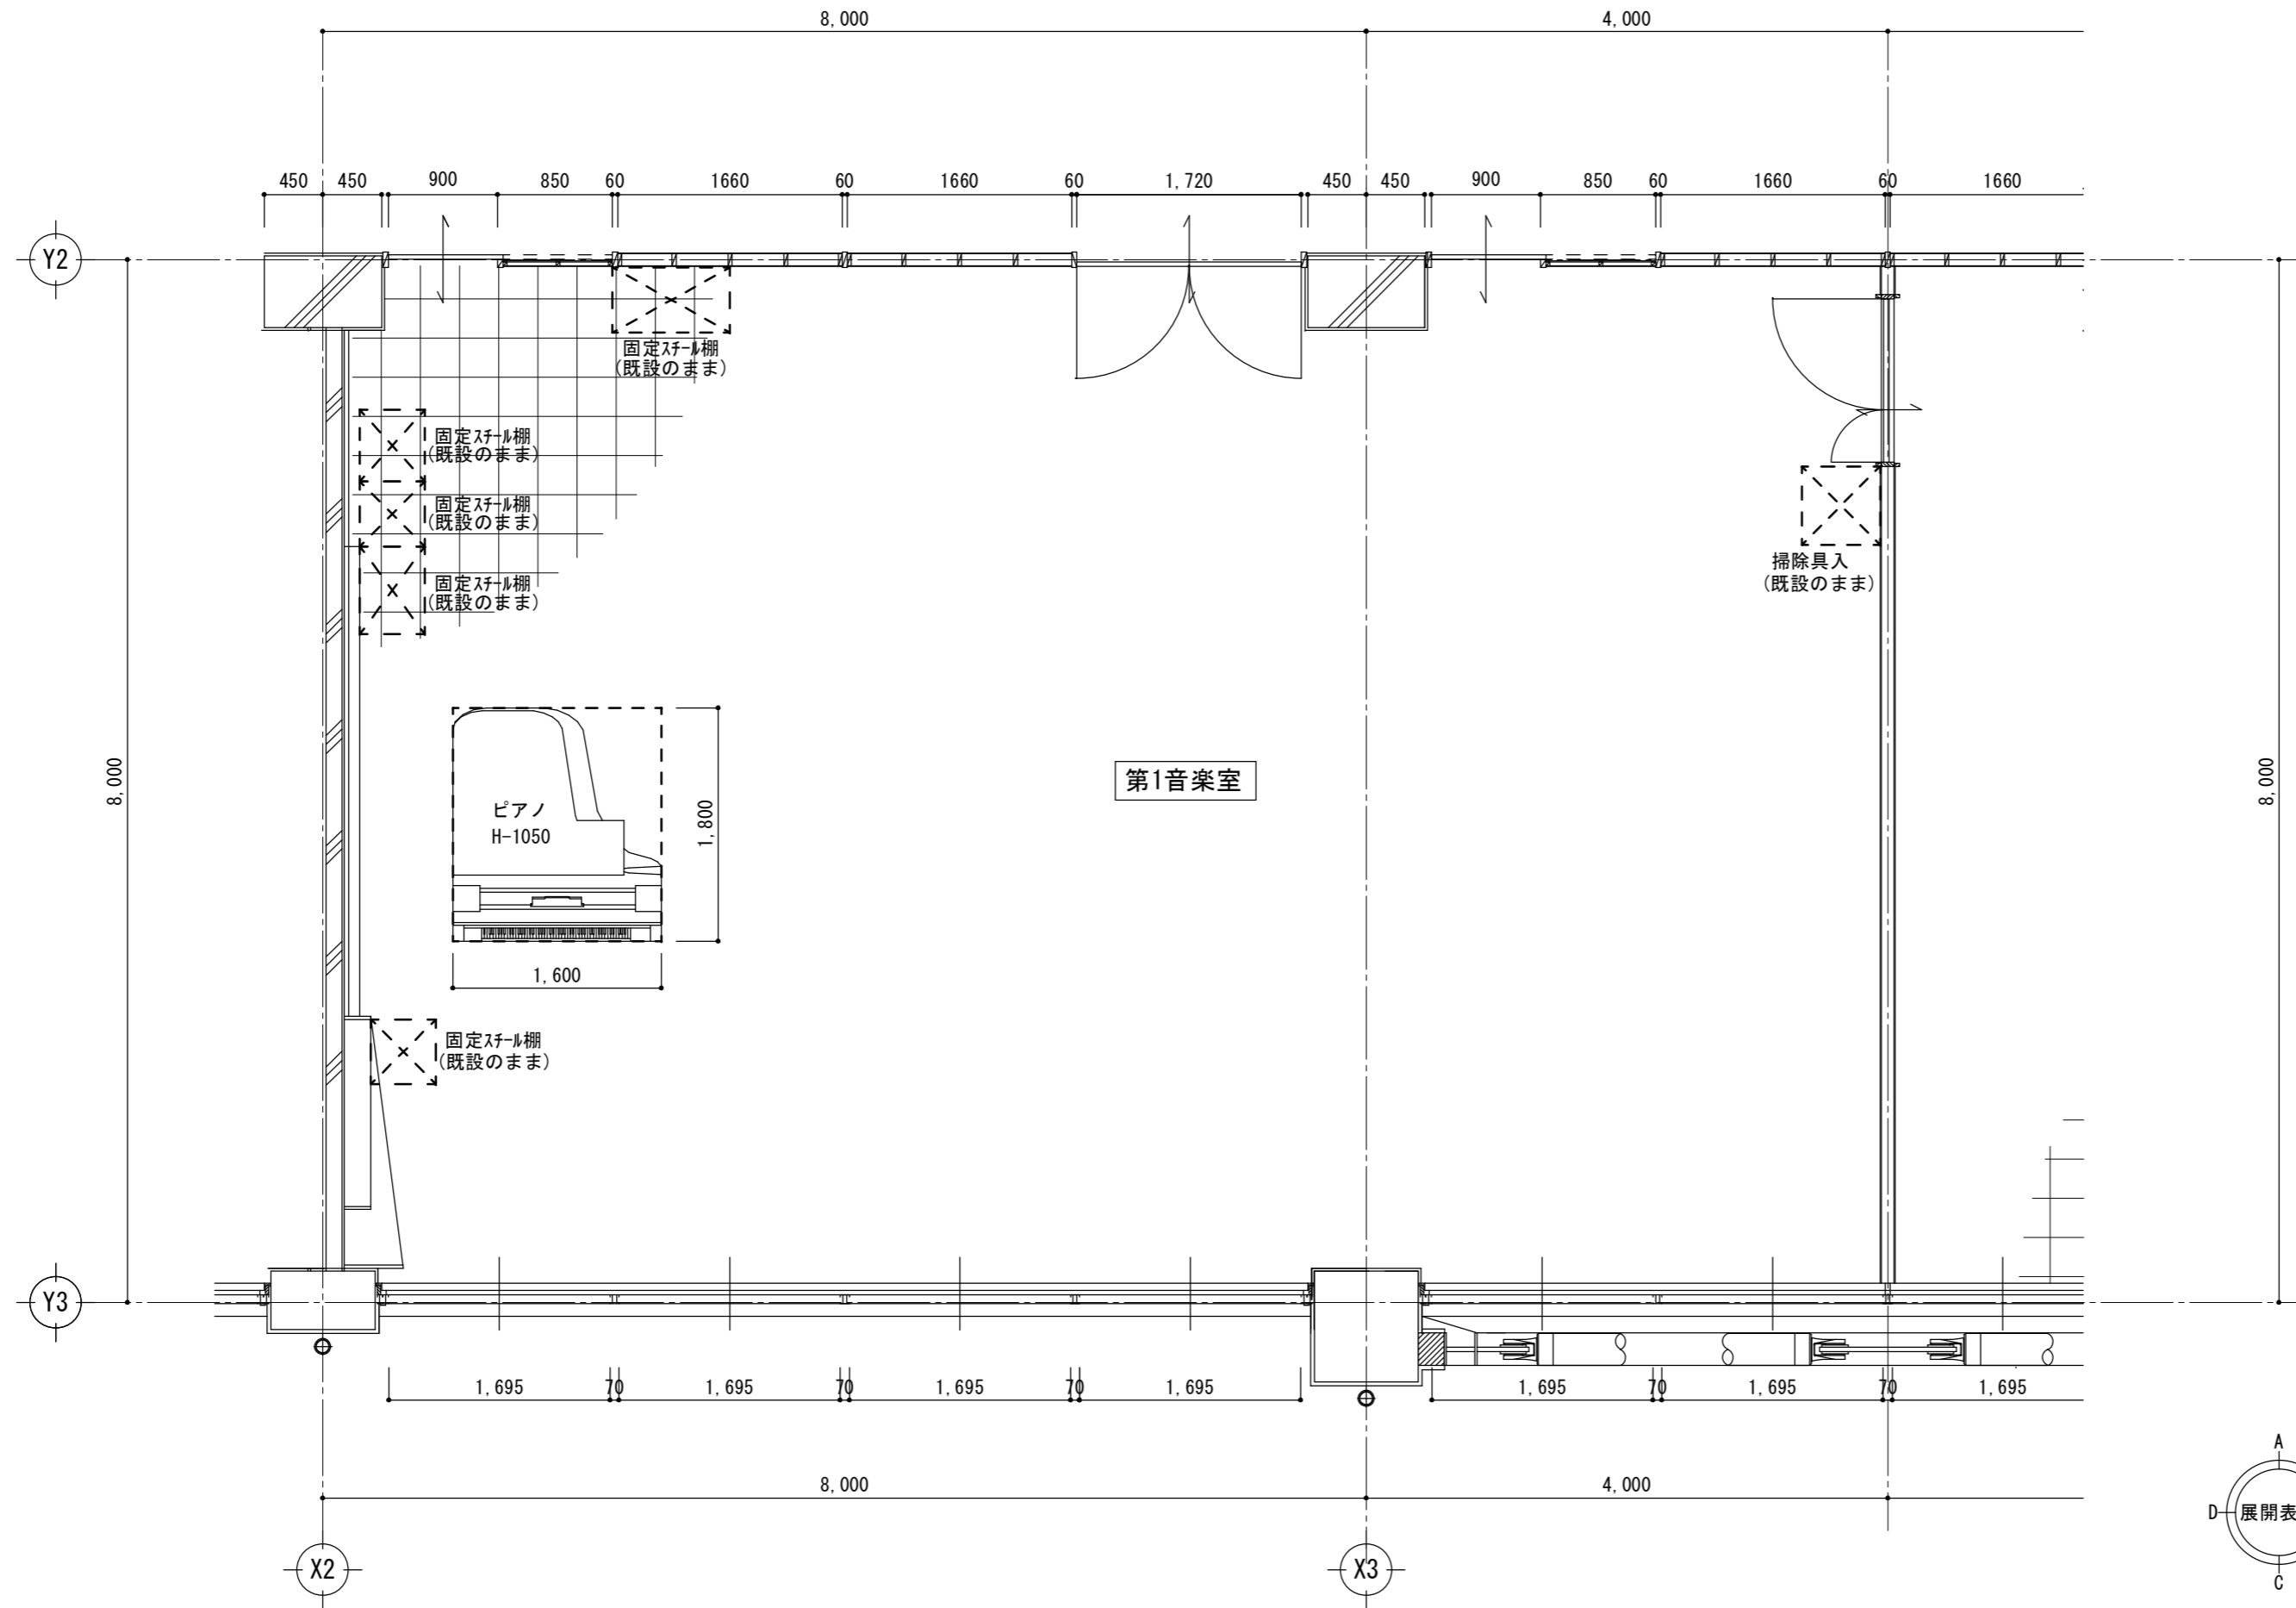 8,000 4,000
450 450 900 850 60 1660 60 1660 60 1,720 450 450 900 850 60 1660 60 1660
Y2
固定ｽﾁｰﾙ棚
(既設のまま)
固定ｽﾁｰﾙ棚
(既設のまま)
固定ｽﾁｰﾙ棚
(既設のまま)
掃除具入
(既設のまま)
固定ｽﾁｰﾙ棚
(既設のまま)
8,000
第1音楽室
8,000
ピアノ
H-1050
1,800
1,600
固定ｽﾁｰﾙ棚
(既設のまま)
Y3
1,695 70 1,695 70 1,695 70 1,695 1,695 70 1,695 70 1,695
8,000 4,000
A
D 展開表
C
X2 X3